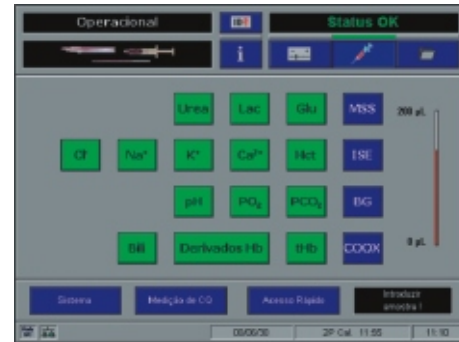 Operacional
Status OK
i
Urea Lac Glu MSS 200 µL
Cl⁻ Na⁺ K⁺ Ca²⁺ Hct ISE
pH PO₂ PCO₂ BG
Bili Derivados Hb tHb COOX 0 µL
Sistema Medição de CQ Acesso Rápido Introduzir
amostra !
2P Cal. 11:55 11:10